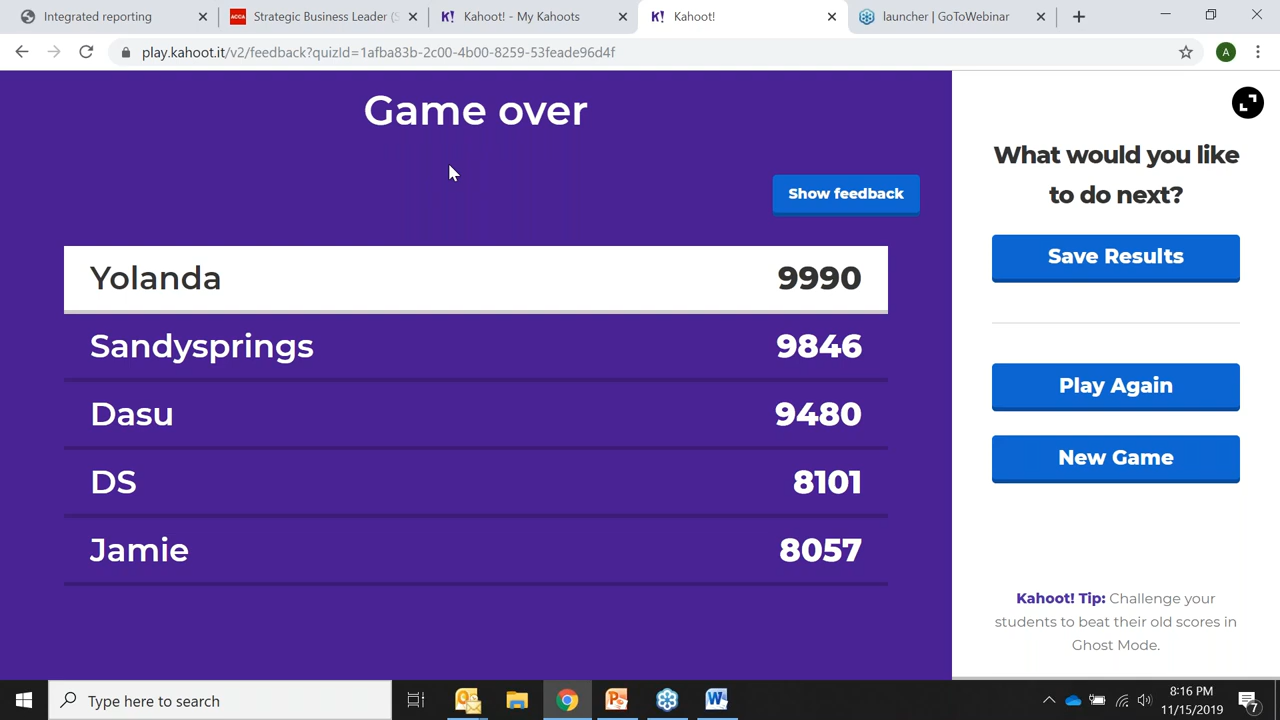 Integrated reporting
ACCA
Strategic Business Leader (S
K!
Kahoot! - My Kahoots
K!
Kahoot!
launcher | GoToWebinar
play.kahoot.it/v2/feedback?quizId=1afba83b-2c00-4b00-8259-53feade96d4f
A
Game over
Show feedback
Yolanda 9990
Sandysprings 9846
Dasu 9480
DS 8101
Jamie 8057
What would you like
to do next?
Save Results
Play Again
New Game
Kahoot! Tip: Challenge your
students to beat their old scores in
Ghost Mode.
Type here to search
8:16 PM
11/15/2019
7